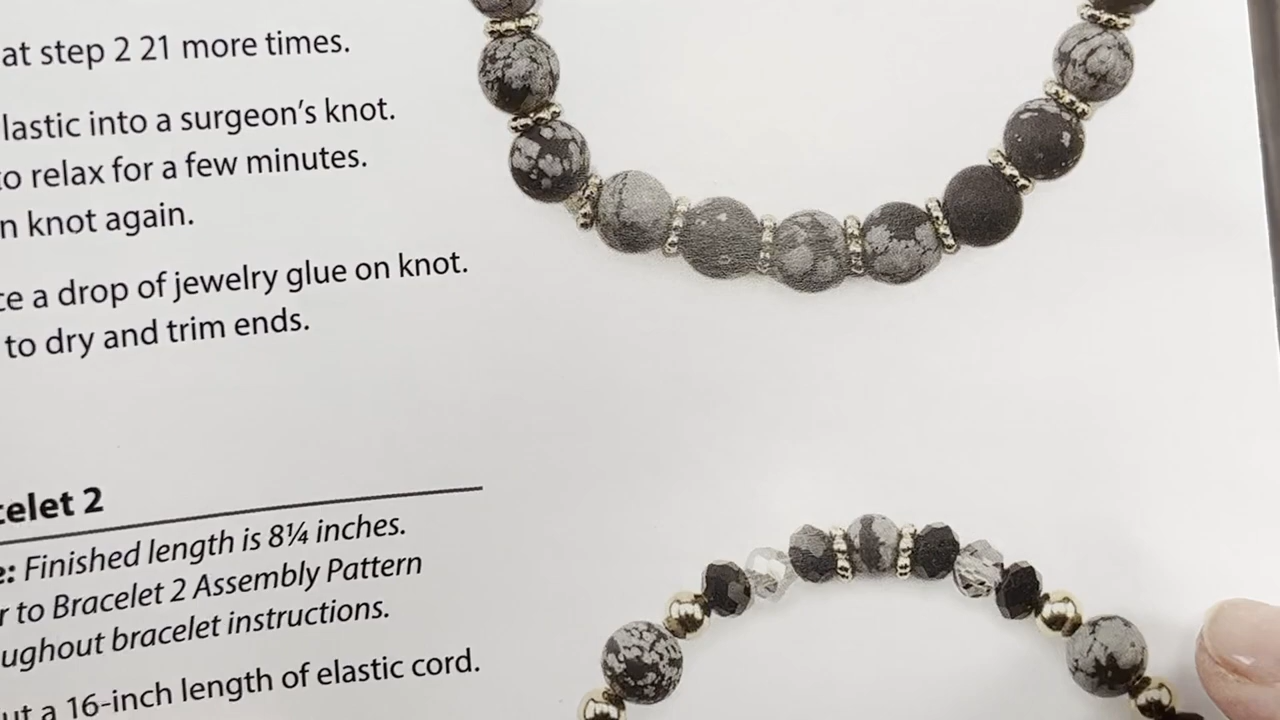 at step 2 21 more times.
lastic into a surgeon's knot.
to relax for a few minutes.
n knot again.
ce a drop of jewelry glue on knot.
to dry and trim ends.
celet 2
e: Finished length is 8¼ inches.
r to Bracelet 2 Assembly Pattern
ughout bracelet instructions.
ut a 16-inch length of elastic cord.